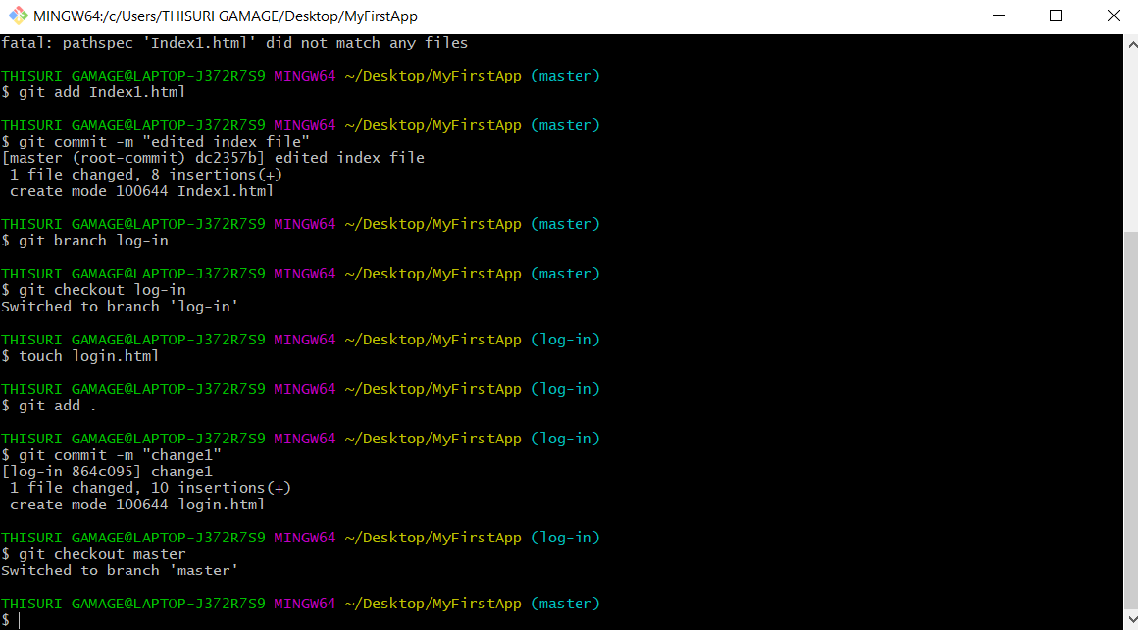 MINGW64:/c/Users/THISURI GAMAGE/Desktop/MyFirstApp
fatal: pathspec 'Index1.html' did not match any files
THISURI GAMAGE@LAPTOP-J372R7S9 MINGW64 ~/Desktop/MyFirstApp (master)
$ git add Index1.html
THISURI GAMAGE@LAPTOP-J372R7S9 MINGW64 ~/Desktop/MyFirstApp (master)
$ git commit -m "edited index file"
[master (root-commit) dc2357b] edited index file
1 file changed, 8 insertions(+)
create mode 100644 Index1.html
THISURI GAMAGE@LAPTOP-J372R7S9 MINGW64 ~/Desktop/MyFirstApp (master)
$ git branch log-in
THISURI GAMAGE@LAPTOP-J372R7S9 MINGW64 ~/Desktop/MyFirstApp (master)
$ git checkout log-in
Switched to branch 'log-in'
THISURI GAMAGE@LAPTOP-J372R7S9 MINGW64 ~/Desktop/MyFirstApp (log-in)
$ touch login.html
THISURI GAMAGE@LAPTOP-J372R7S9 MINGW64 ~/Desktop/MyFirstApp (log-in)
$ git add .
THISURI GAMAGE@LAPTOP-J372R7S9 MINGW64 ~/Desktop/MyFirstApp (log-in)
$ git commit -m "change1"
[log-in 864c095] change1
1 file changed, 10 insertions(+)
create mode 100644 login.html
THISURI GAMAGE@LAPTOP-J372R7S9 MINGW64 ~/Desktop/MyFirstApp (log-in)
$ git checkout master
Switched to branch 'master'
THISURI GAMAGE@LAPTOP-J372R7S9 MINGW64 ~/Desktop/MyFirstApp (master)
$